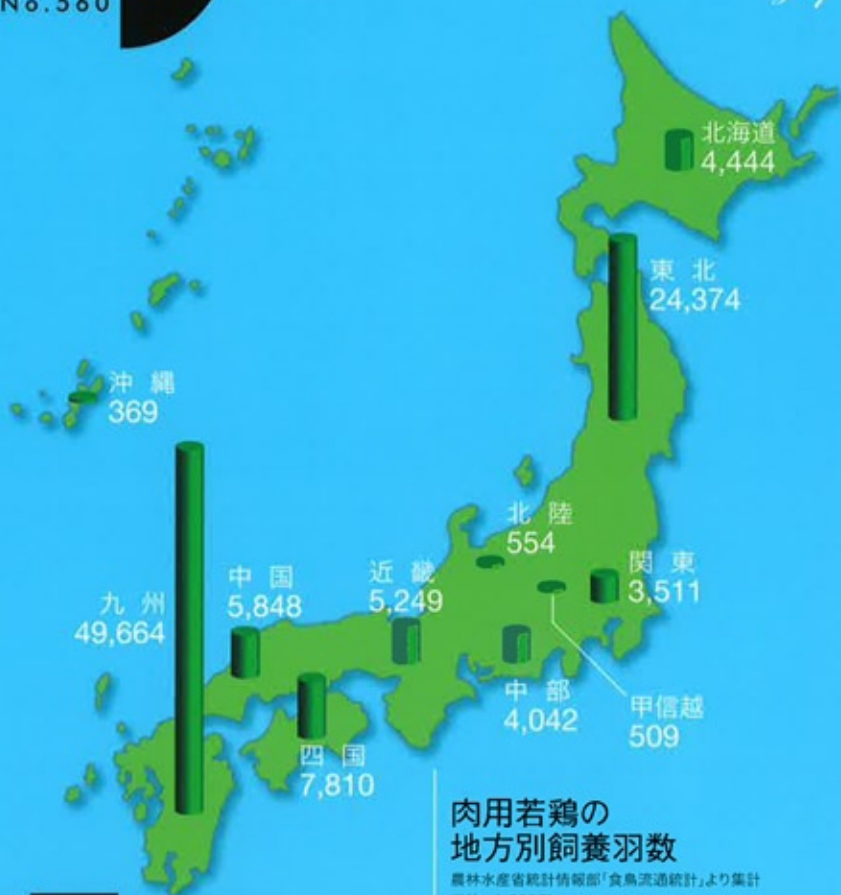 No.560
北海道
4,444
東北
24,374
沖縄
369
北陸
554
関東
3,511
中国
5,848
近畿
5,249
九州
49,664
中部
4,042
甲信越
509
四国
7,810
肉用若鶏の
地方別飼養羽数
農林水産省統計情報部「食鳥流通統計」より集計